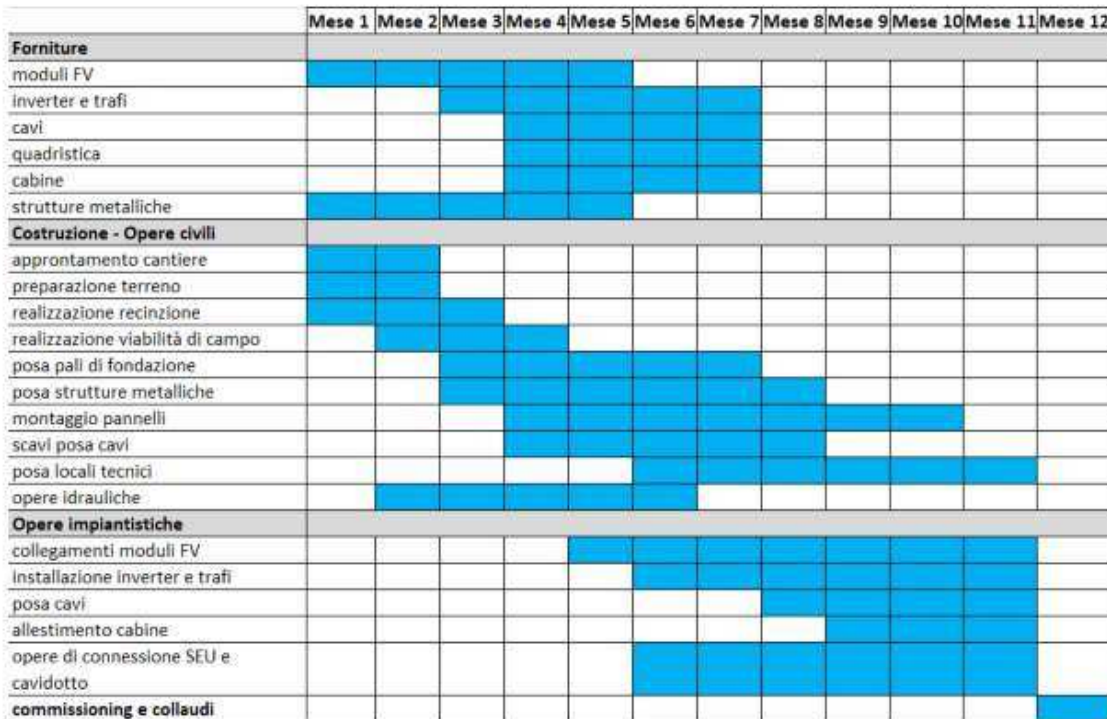 Mese 1 Mese 2 Mese 3 Mese 4 Mese 5 Mese 6 Mese 7 Mese 8 Mese 9 Mese 10 Mese 11 Mese 12
Forniture
moduli FV
inverter e trafi
cavi
quadristica
cabine
strutture metalliche
Costruzione - Opere civili
approntamento cantiere
preparazione terreno
realizzazione recinzione
realizzazione viabilità di campo
posa pali di fondazione
posa strutture metalliche
montaggio pannelli
scavi posa cavi
posa locali tecnici
opere idrauliche
Opere impiantistiche
collegamenti moduli FV
installazione inverter e trafi
posa cavi
allestimento cabine
opere di connessione SEU e
cavidotto
commissioning e collaudi